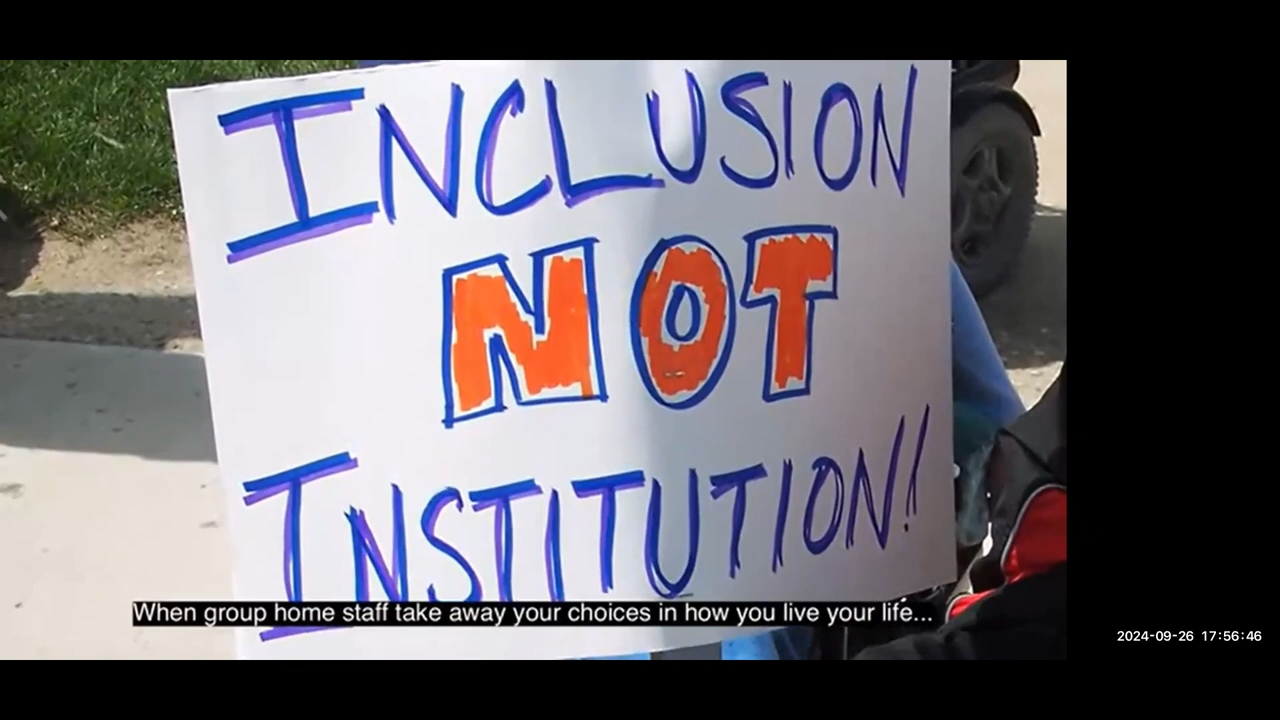 INCLUSION
NOT
INSTITUTION!
When group home staff take away your choices in how you live your life...
2024-09-26 17:56:46